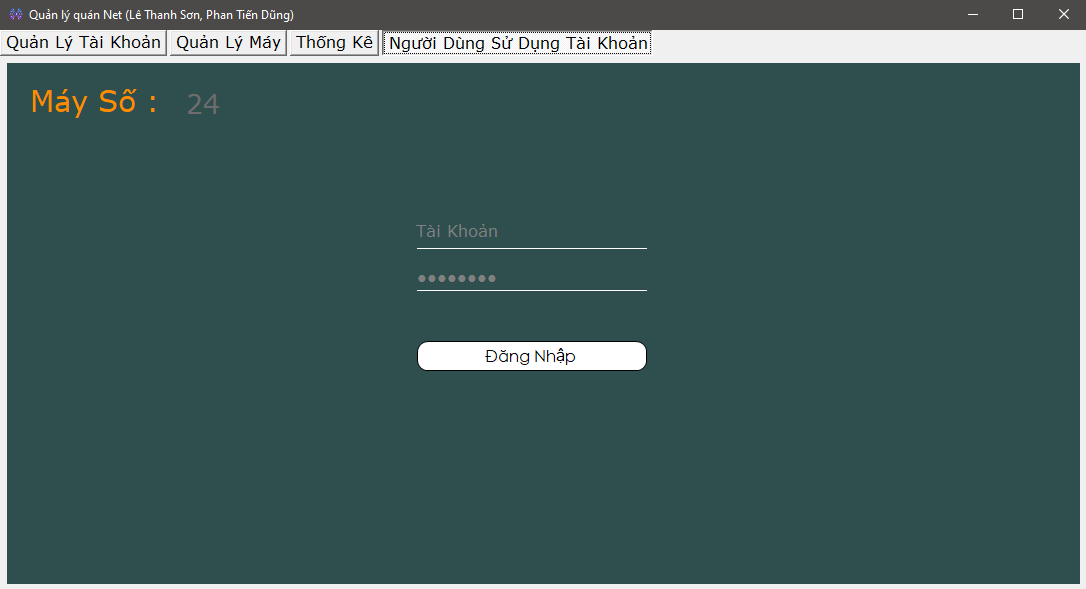 Quản lý quán Net (Lê Thanh Sơn, Phan Tiến Dũng)
Quản Lý Tài Khoản Quản Lý Máy Thống Kê Người Dùng Sử Dụng Tài Khoản
Máy Số : 24
Tài Khoản
●●●●●●●●
Đăng Nhập